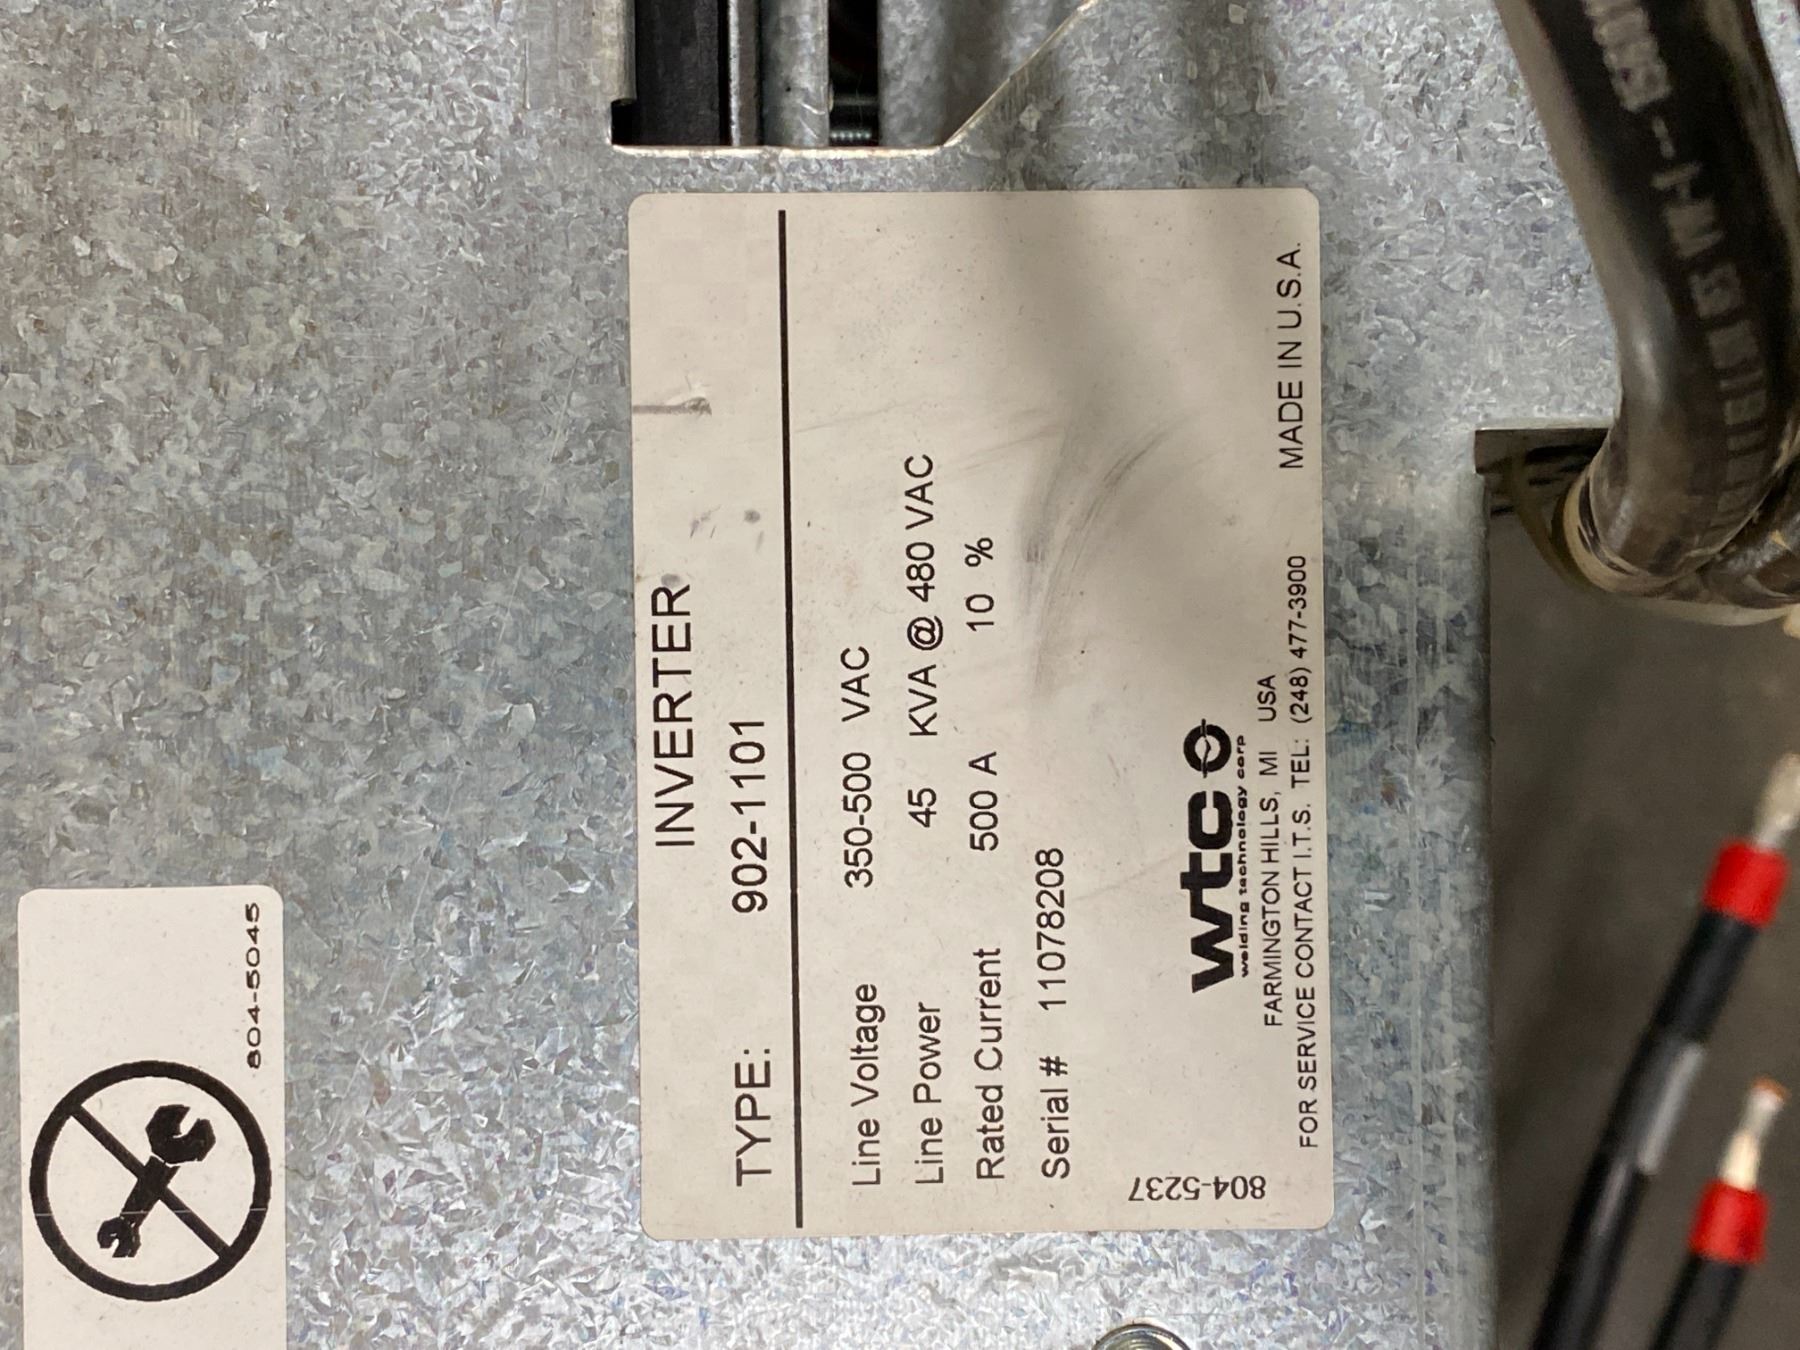 INVERTER
TYPE: 902-1101
Line Voltage 350-500 VAC
Line Power 45 KVA @ 480 VAC
Rated Current 500 A 10 %
Serial # 11078208
804-5237
wtc
welding technology corp
FARMINGTON HILLS, MI USA
FOR SERVICE CONTACT I.T.S. TEL: (248) 477-3900 MADE IN U.S.A.
804-5045